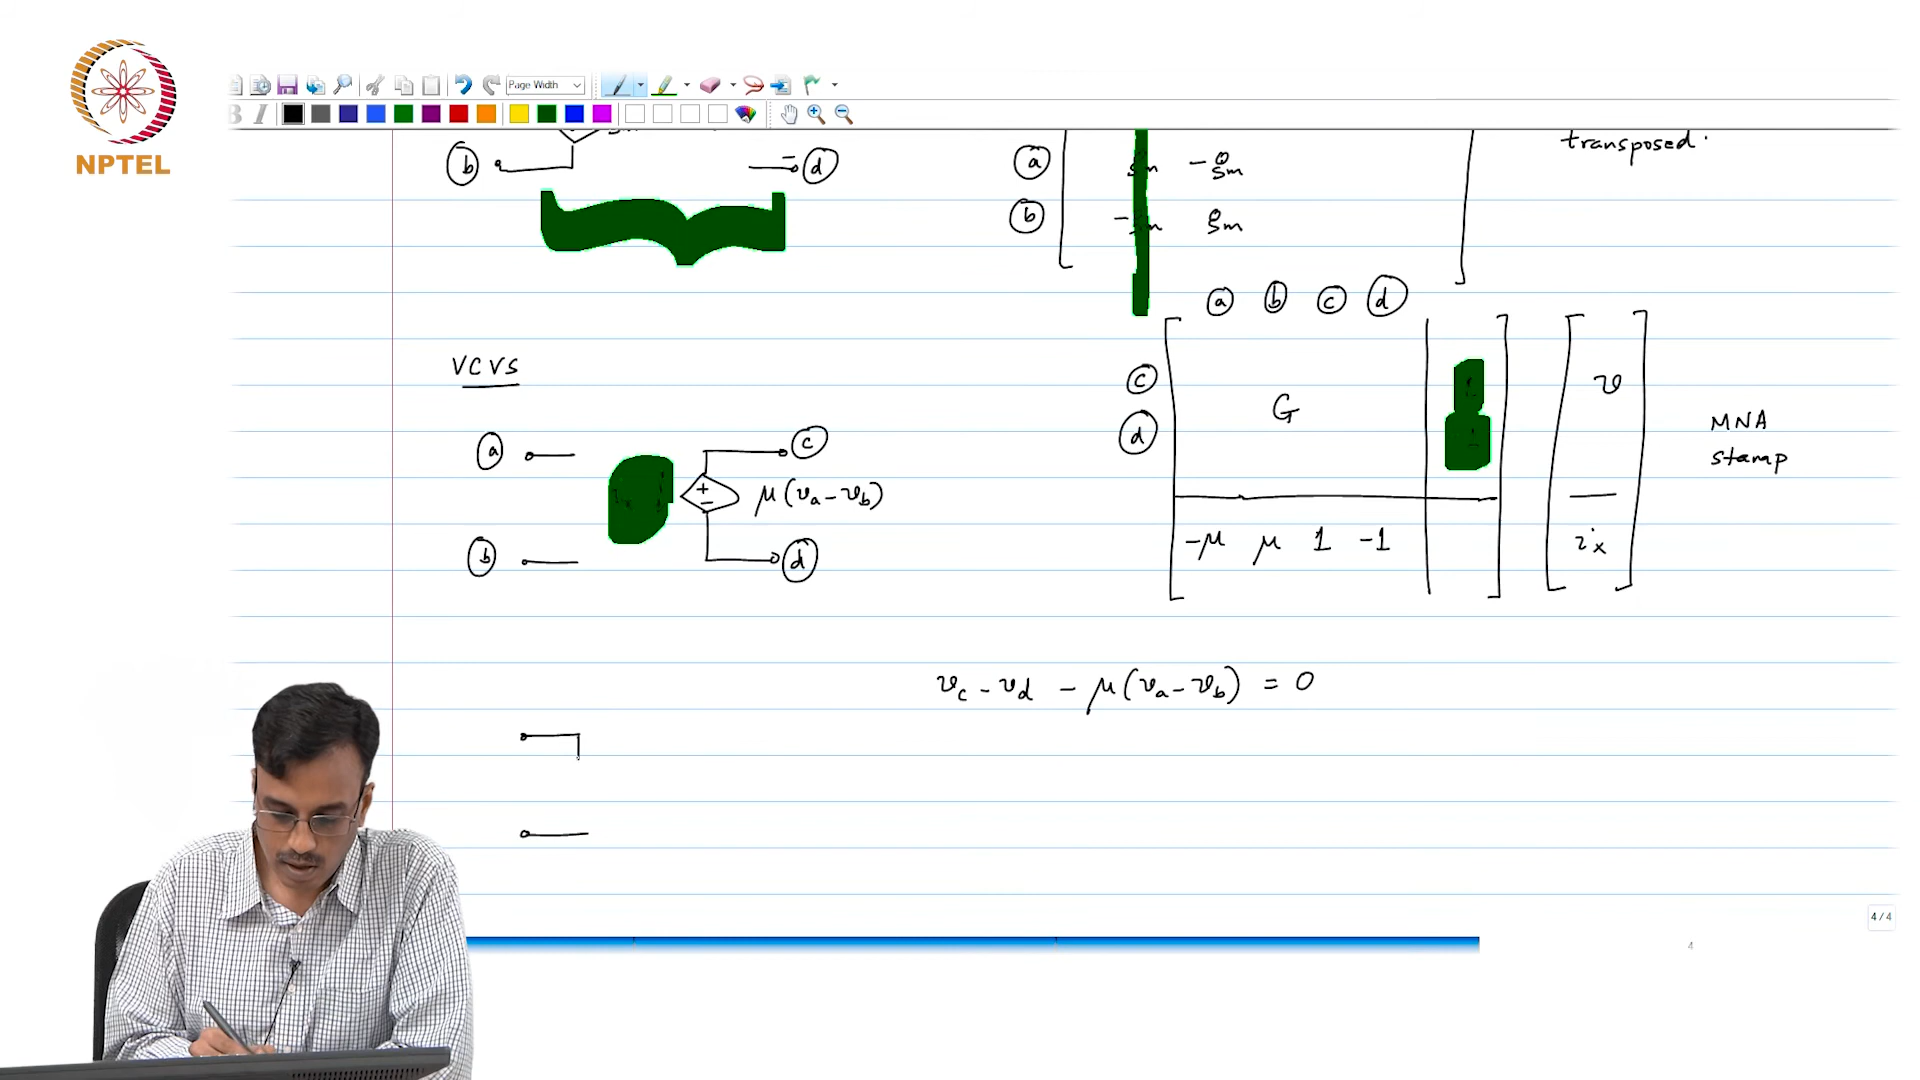 NPTEL
Page Width
B I
transposed.
b
d
a
gm -gm
b
-gm gm
a b c d
VCVS
c
G
v
MNA
stamp
d
a
c
+
-
μ(va-vb)
b
d
-μ μ 1 -1
ix
vc - vd - μ(va-vb) = 0
4/4
4